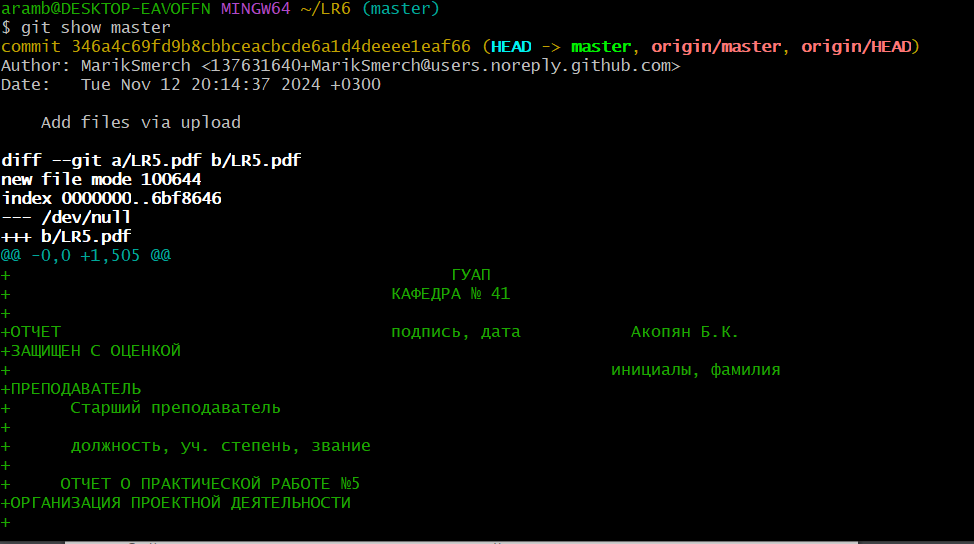 aramb@DESKTOP-EAVOFFN MINGW64 ~/LR6 (master)
$ git show master
commit 346a4c69fd9b8cbbceacbcde6a1d4deeee1eaf66 (HEAD -> master, origin/master, origin/HEAD)
Author: MarikSmerch <137631640+MarikSmerch@users.noreply.github.com>
Date:   Tue Nov 12 20:14:37 2024 +0300
    Add files via upload
diff --git a/LR5.pdf b/LR5.pdf
new file mode 100644
index 0000000..6bf8646
--- /dev/null
+++ b/LR5.pdf
@@ -0,0 +1,505 @@
+ ГУАП
+ КАФЕДРА № 41
+
+ОТЧЕТ подпись, дата Акопян Б.К.
+ЗАЩИЩЕН С ОЦЕНКОЙ
+ инициалы, фамилия
+ПРЕПОДАВАТЕЛЬ
+ Старший преподаватель
+
+ должность, уч. степень, звание
+
+ ОТЧЕТ О ПРАКТИЧЕСКОЙ РАБОТЕ №5
+ОРГАНИЗАЦИЯ ПРОЕКТНОЙ ДЕЯТЕЛЬНОСТИ
+